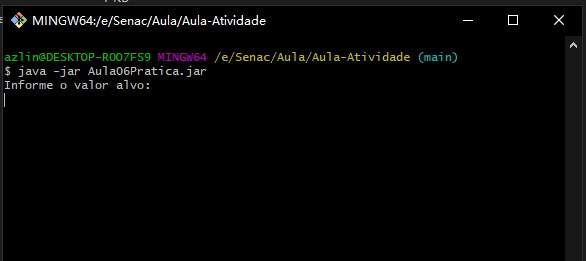 MINGW64:/e/Senac/Aula/Aula-Atividade
azlin@DESKTOP-ROO7FS9 MINGW64 /e/Senac/Aula/Aula-Atividade (main)
$ java -jar Aula06Pratica.jar
Informe o valor alvo: